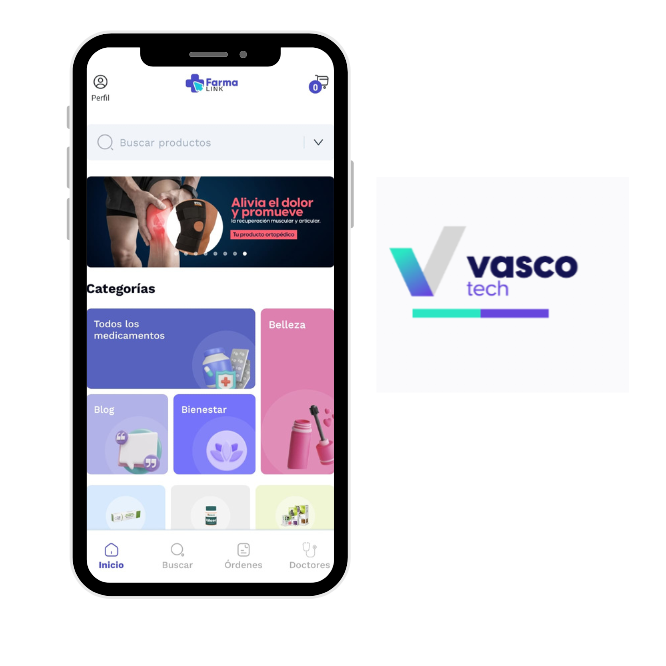 Perfil
Farma
LINK
0
Buscar productos
Alivia el dolor
y promueve
la recuperación muscular y articular.
Tu producto ortopédico
Categorías
Todos los
medicamentos
Belleza
Blog
Bienestar
Inicio
Buscar
Órdenes
Doctores
vasco
tech